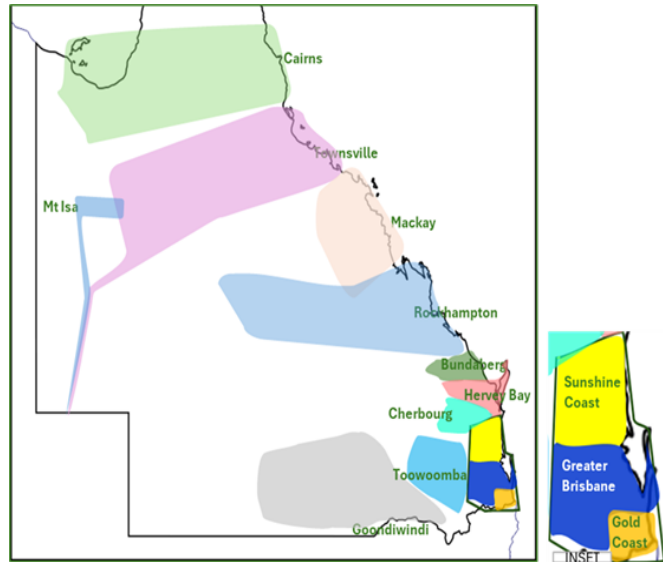 Cairns
Townsville
Mt Isa
Mackay
Rockhampton
Bundaberg
Hervey Bay
Cherbourg
Toowoomba
Goondiwindi
Sunshine
Coast
Greater
Brisbane
Gold
Coast
INSET